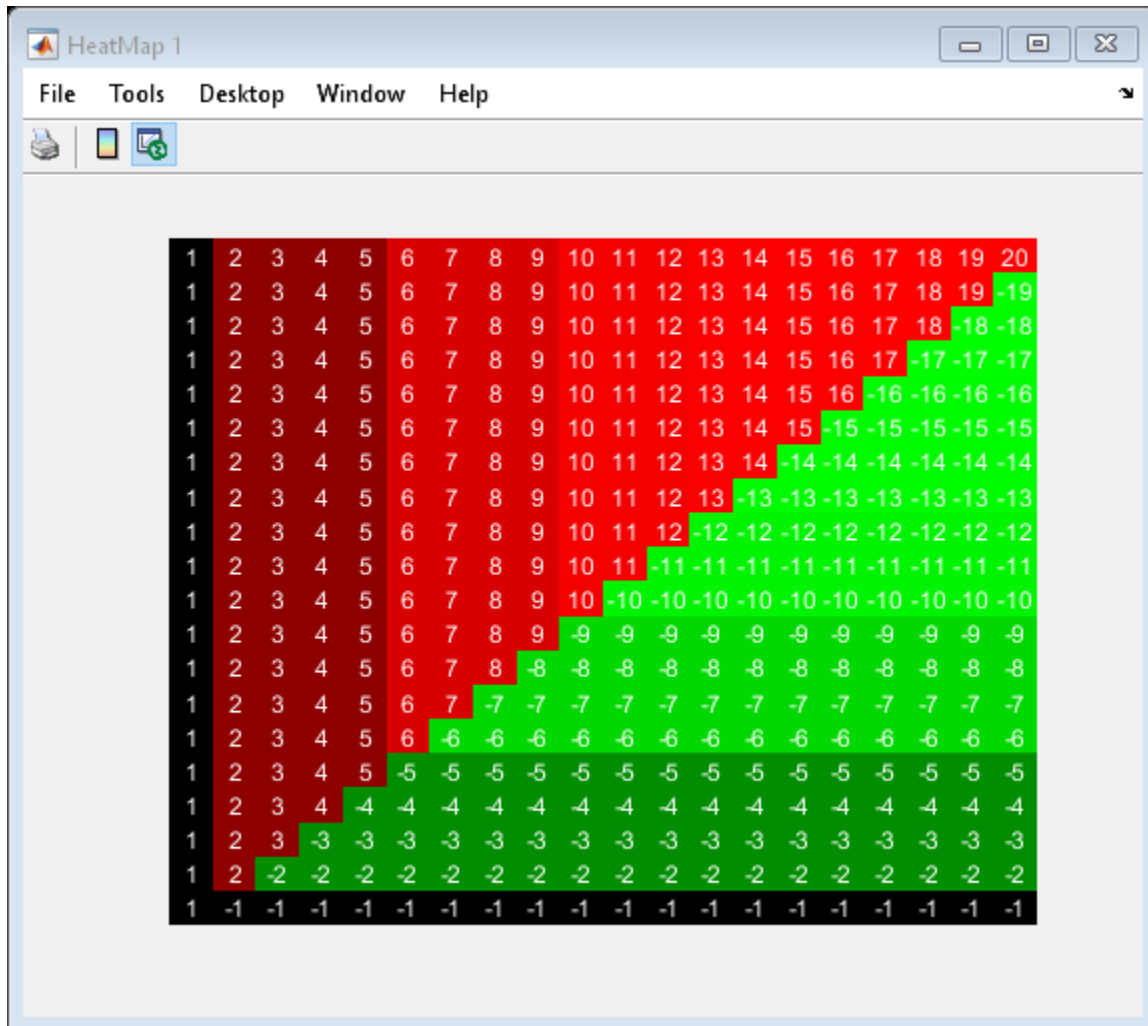 HeatMap 1
File Tools Desktop Window Help
1 2 3 4 5 6 7 8 9 10 11 12 13 14 15 16 17 18 19 20
1 2 3 4 5 6 7 8 9 10 11 12 13 14 15 16 17 18 19 -19
1 2 3 4 5 6 7 8 9 10 11 12 13 14 15 16 17 18 -18 -18
1 2 3 4 5 6 7 8 9 10 11 12 13 14 15 16 17 -17 -17 -17
1 2 3 4 5 6 7 8 9 10 11 12 13 14 15 16 -16 -16 -16 -16
1 2 3 4 5 6 7 8 9 10 11 12 13 14 15 -15 -15 -15 -15 -15
1 2 3 4 5 6 7 8 9 10 11 12 13 14 -14 -14 -14 -14 -14 -14
1 2 3 4 5 6 7 8 9 10 11 12 13 -13 -13 -13 -13 -13 -13 -13
1 2 3 4 5 6 7 8 9 10 11 12 -12 -12 -12 -12 -12 -12 -12 -12
1 2 3 4 5 6 7 8 9 10 11 -11 -11 -11 -11 -11 -11 -11 -11 -11
1 2 3 4 5 6 7 8 9 10 -10 -10 -10 -10 -10 -10 -10 -10 -10 -10
1 2 3 4 5 6 7 8 9 -9 -9 -9 -9 -9 -9 -9 -9 -9 -9 -9
1 2 3 4 5 6 7 8 -8 -8 -8 -8 -8 -8 -8 -8 -8 -8 -8 -8
1 2 3 4 5 6 7 -7 -7 -7 -7 -7 -7 -7 -7 -7 -7 -7 -7 -7
1 2 3 4 5 6 -6 -6 -6 -6 -6 -6 -6 -6 -6 -6 -6 -6 -6 -6
1 2 3 4 5 -5 -5 -5 -5 -5 -5 -5 -5 -5 -5 -5 -5 -5 -5 -5
1 2 3 4 -4 -4 -4 -4 -4 -4 -4 -4 -4 -4 -4 -4 -4 -4 -4 -4
1 2 3 -3 -3 -3 -3 -3 -3 -3 -3 -3 -3 -3 -3 -3 -3 -3 -3 -3
1 2 -2 -2 -2 -2 -2 -2 -2 -2 -2 -2 -2 -2 -2 -2 -2 -2 -2 -2
1 -1 -1 -1 -1 -1 -1 -1 -1 -1 -1 -1 -1 -1 -1 -1 -1 -1 -1 -1